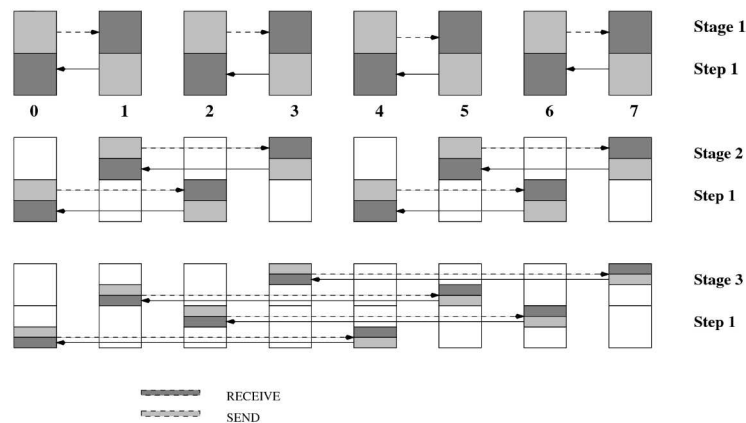 Stage 1
Step 1
0 1 2 3 4 5 6 7
Stage 2
Step 1
Stage 3
Step 1
RECEIVE
SEND